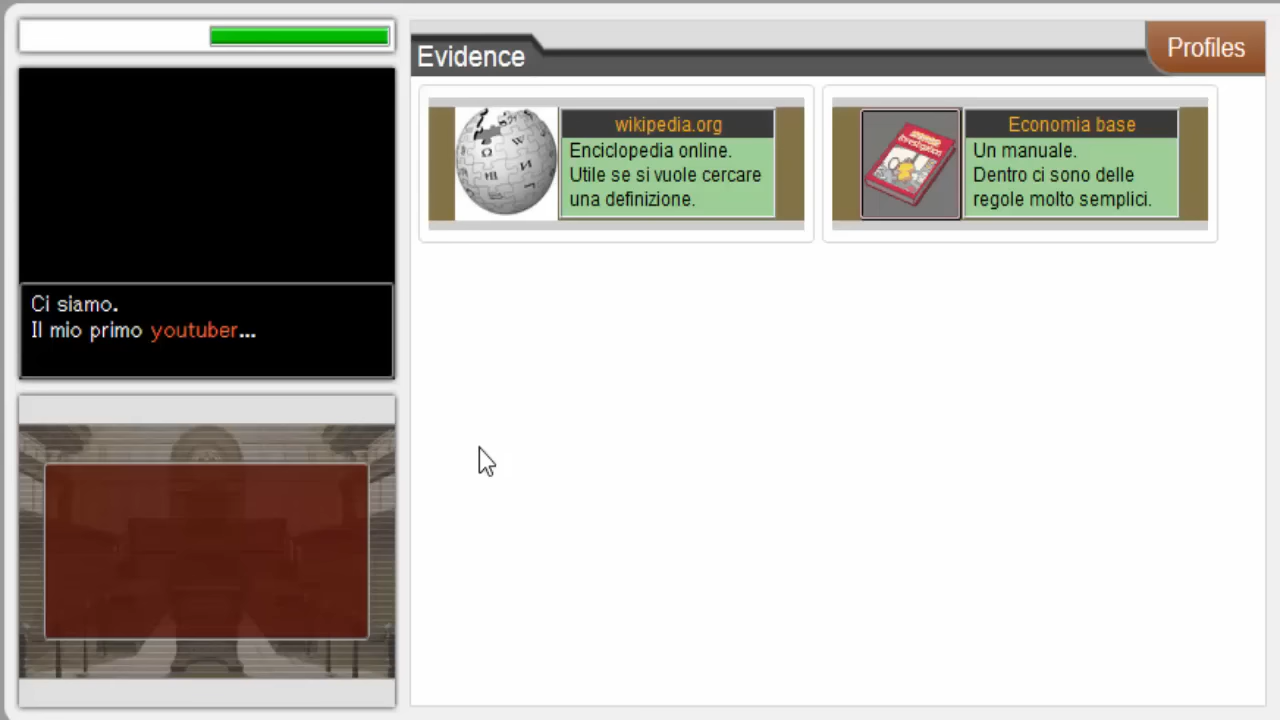 Evidence
Profiles
wikipedia.org
Enciclopedia online.
Utile se si vuole cercare
una definizione.
Economia base
Un manuale.
Dentro ci sono delle
regole molto semplici.
Ci siamo.
Il mio primo youtuber...